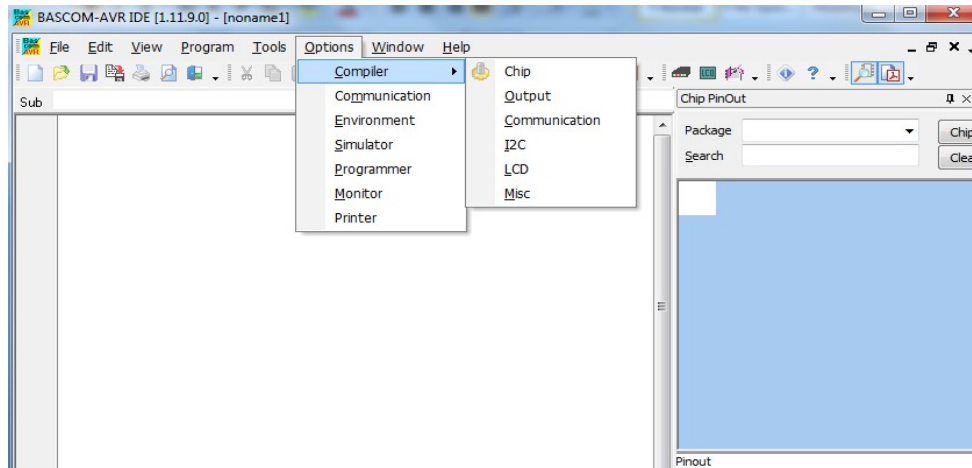 BASCOM-AVR IDE [1.11.9.0] - [noname1]
File Edit View Program Tools Options Window Help
Sub
Compiler
Communication
Environment
Simulator
Programmer
Monitor
Printer
Chip
Output
Communication
I2C
LCD
Misc
Chip PinOut
Package
Chip
Search
Clea
Pinout